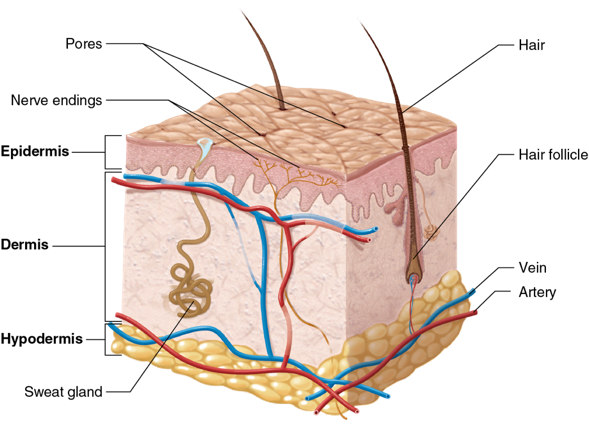 Pores
Nerve endings
Epidermis
Dermis
Hypodermis
Sweat gland
Hair
Hair follicle
Vein
Artery